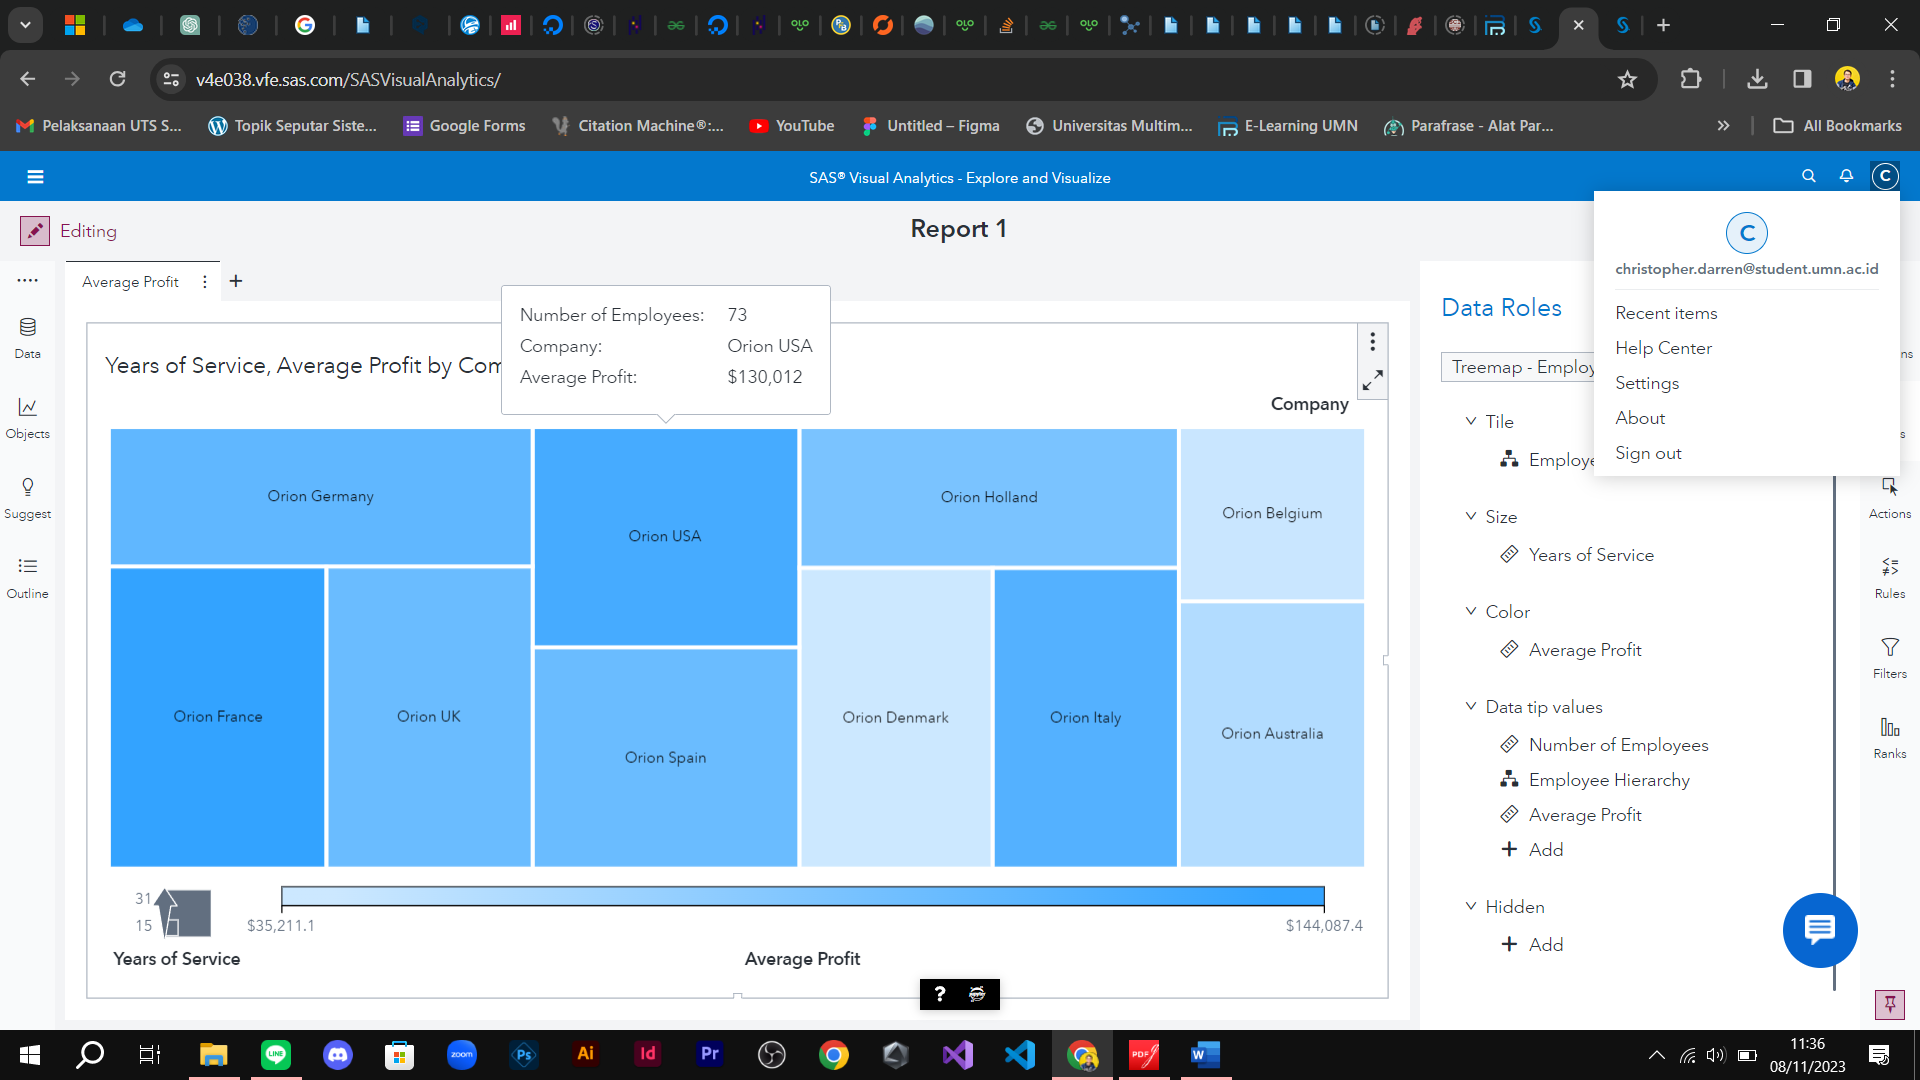 v4e038.vfe.sas.com/SASVisualAnalytics/
Pelaksanaan UTS S...
Topik Seputar Siste...
Google Forms
Citation Machine®:...
YouTube
Untitled – Figma
Universitas Multim...
E-Learning UMN
Parafrase - Alat Par...
All Bookmarks
SAS® Visual Analytics - Explore and Visualize
C
Editing
Report 1
C
christopher.darren@student.umn.ac.id
Recent items
Help Center
Settings
About
Sign out
Average Profit
Data
Objects
Suggest
Outline
Years of Service, Average Profit by Com
Number of Employees: 73
Company: Orion USA
Average Profit: $130,012
Company
Orion Germany
Orion USA
Orion Holland
Orion Belgium
Orion France
Orion UK
Orion Spain
Orion Denmark
Orion Italy
Orion Australia
31
15
Years of Service
$35,211.1
$144,087.4
Average Profit
Data Roles
Treemap - Employ
Tile
Employe
Size
Years of Service
Color
Average Profit
Data tip values
Number of Employees
Employee Hierarchy
Average Profit
Add
Hidden
Add
ns
s
Actions
Rules
Filters
Ranks
?
LINE
zoom
Ps
Ai
Id
Pr
PDF
W
11:36
08/11/2023